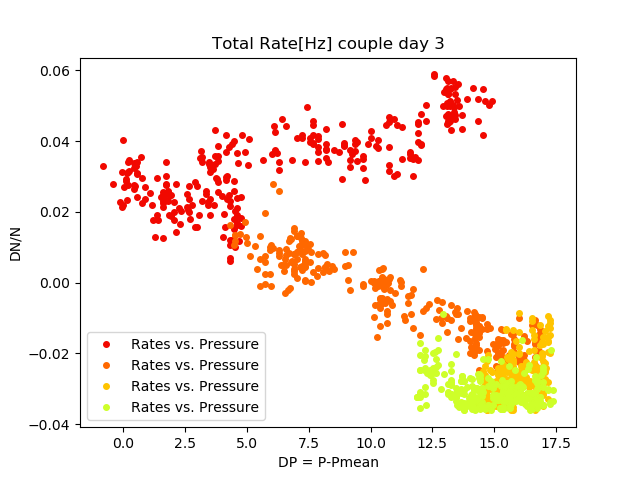 Total Rate[Hz] couple day 3
DN/N
0.06
0.04
0.02
0.00
−0.02
−0.04
Rates vs. Pressure
Rates vs. Pressure
Rates vs. Pressure
Rates vs. Pressure
0.0 2.5 5.0 7.5 10.0 12.5 15.0 17.5
DP = P-Pmean